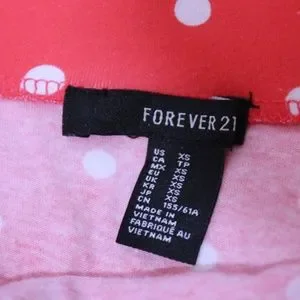 FOREVER 21
US XS
CA TP
MX XS
EU XS
UK XS
KR XS
JP XS
CN 155/61A
MADE IN
VIETNAM
FABRIQUÉ AU
VIETNAM